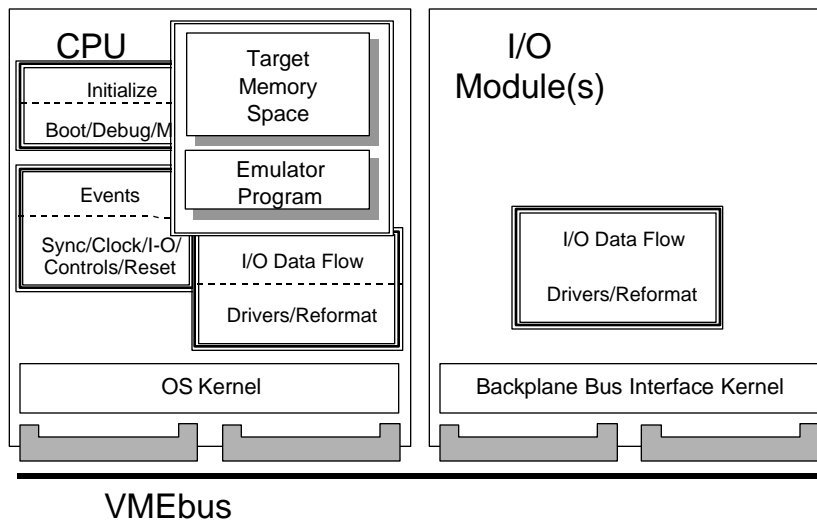 CPU
Target
Memory
Space
Initialize
Boot/Debug/M
Emulator
Program
Events
Sync/Clock/I-O/
Controls/Reset
I/O Data Flow
Drivers/Reformat
OS Kernel
I/O
Module(s)
I/O Data Flow
Drivers/Reformat
Backplane Bus Interface Kernel
VMEbus